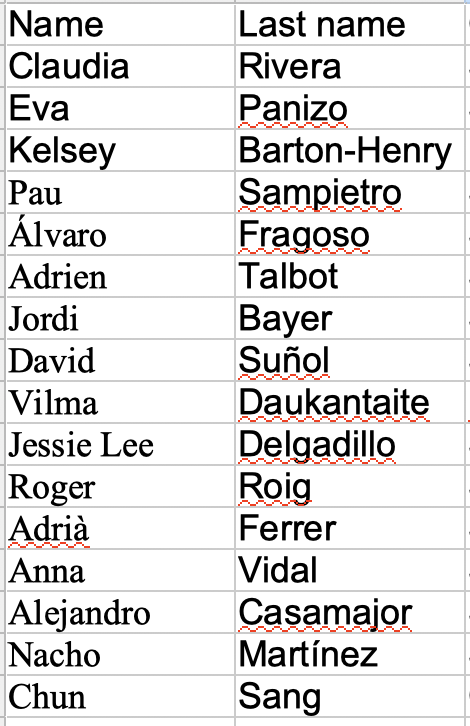 Name Last name
Claudia Rivera
Eva Panizo
Kelsey Barton-Henry
Pau Sampietro
Álvaro Fragoso
Adrien Talbot
Jordi Bayer
David Suñol
Vilma Daukantaite
Jessie Lee Delgadillo
Roger Roig
Adrià Ferrer
Anna Vidal
Alejandro Casamajor
Nacho Martínez
Chun Sang